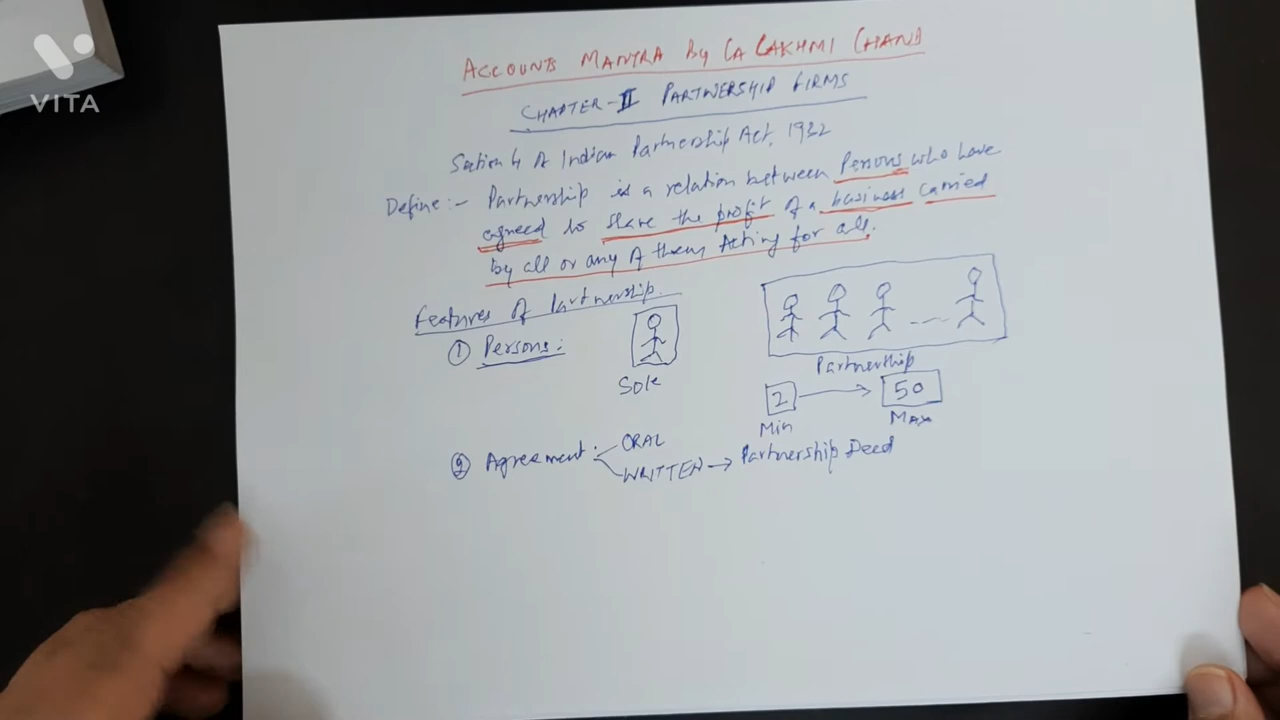 VITA
ACCOUNTS MANTRA By CA LAKHMI CHAND
CHAPTER-II PARTNERSHIP FIRMS
Section 4 of Indian Partnership Act, 1932
Define:- Partnership is a relation between Persons who have
agreed to share the profit of a business carried
by all or any of them Acting for all.
Features of Partnership.
① Persons:
Sole
Partnership
2 → 50
Min Max
② Agreement: ORAL
WRITTEN → Partnership Deed